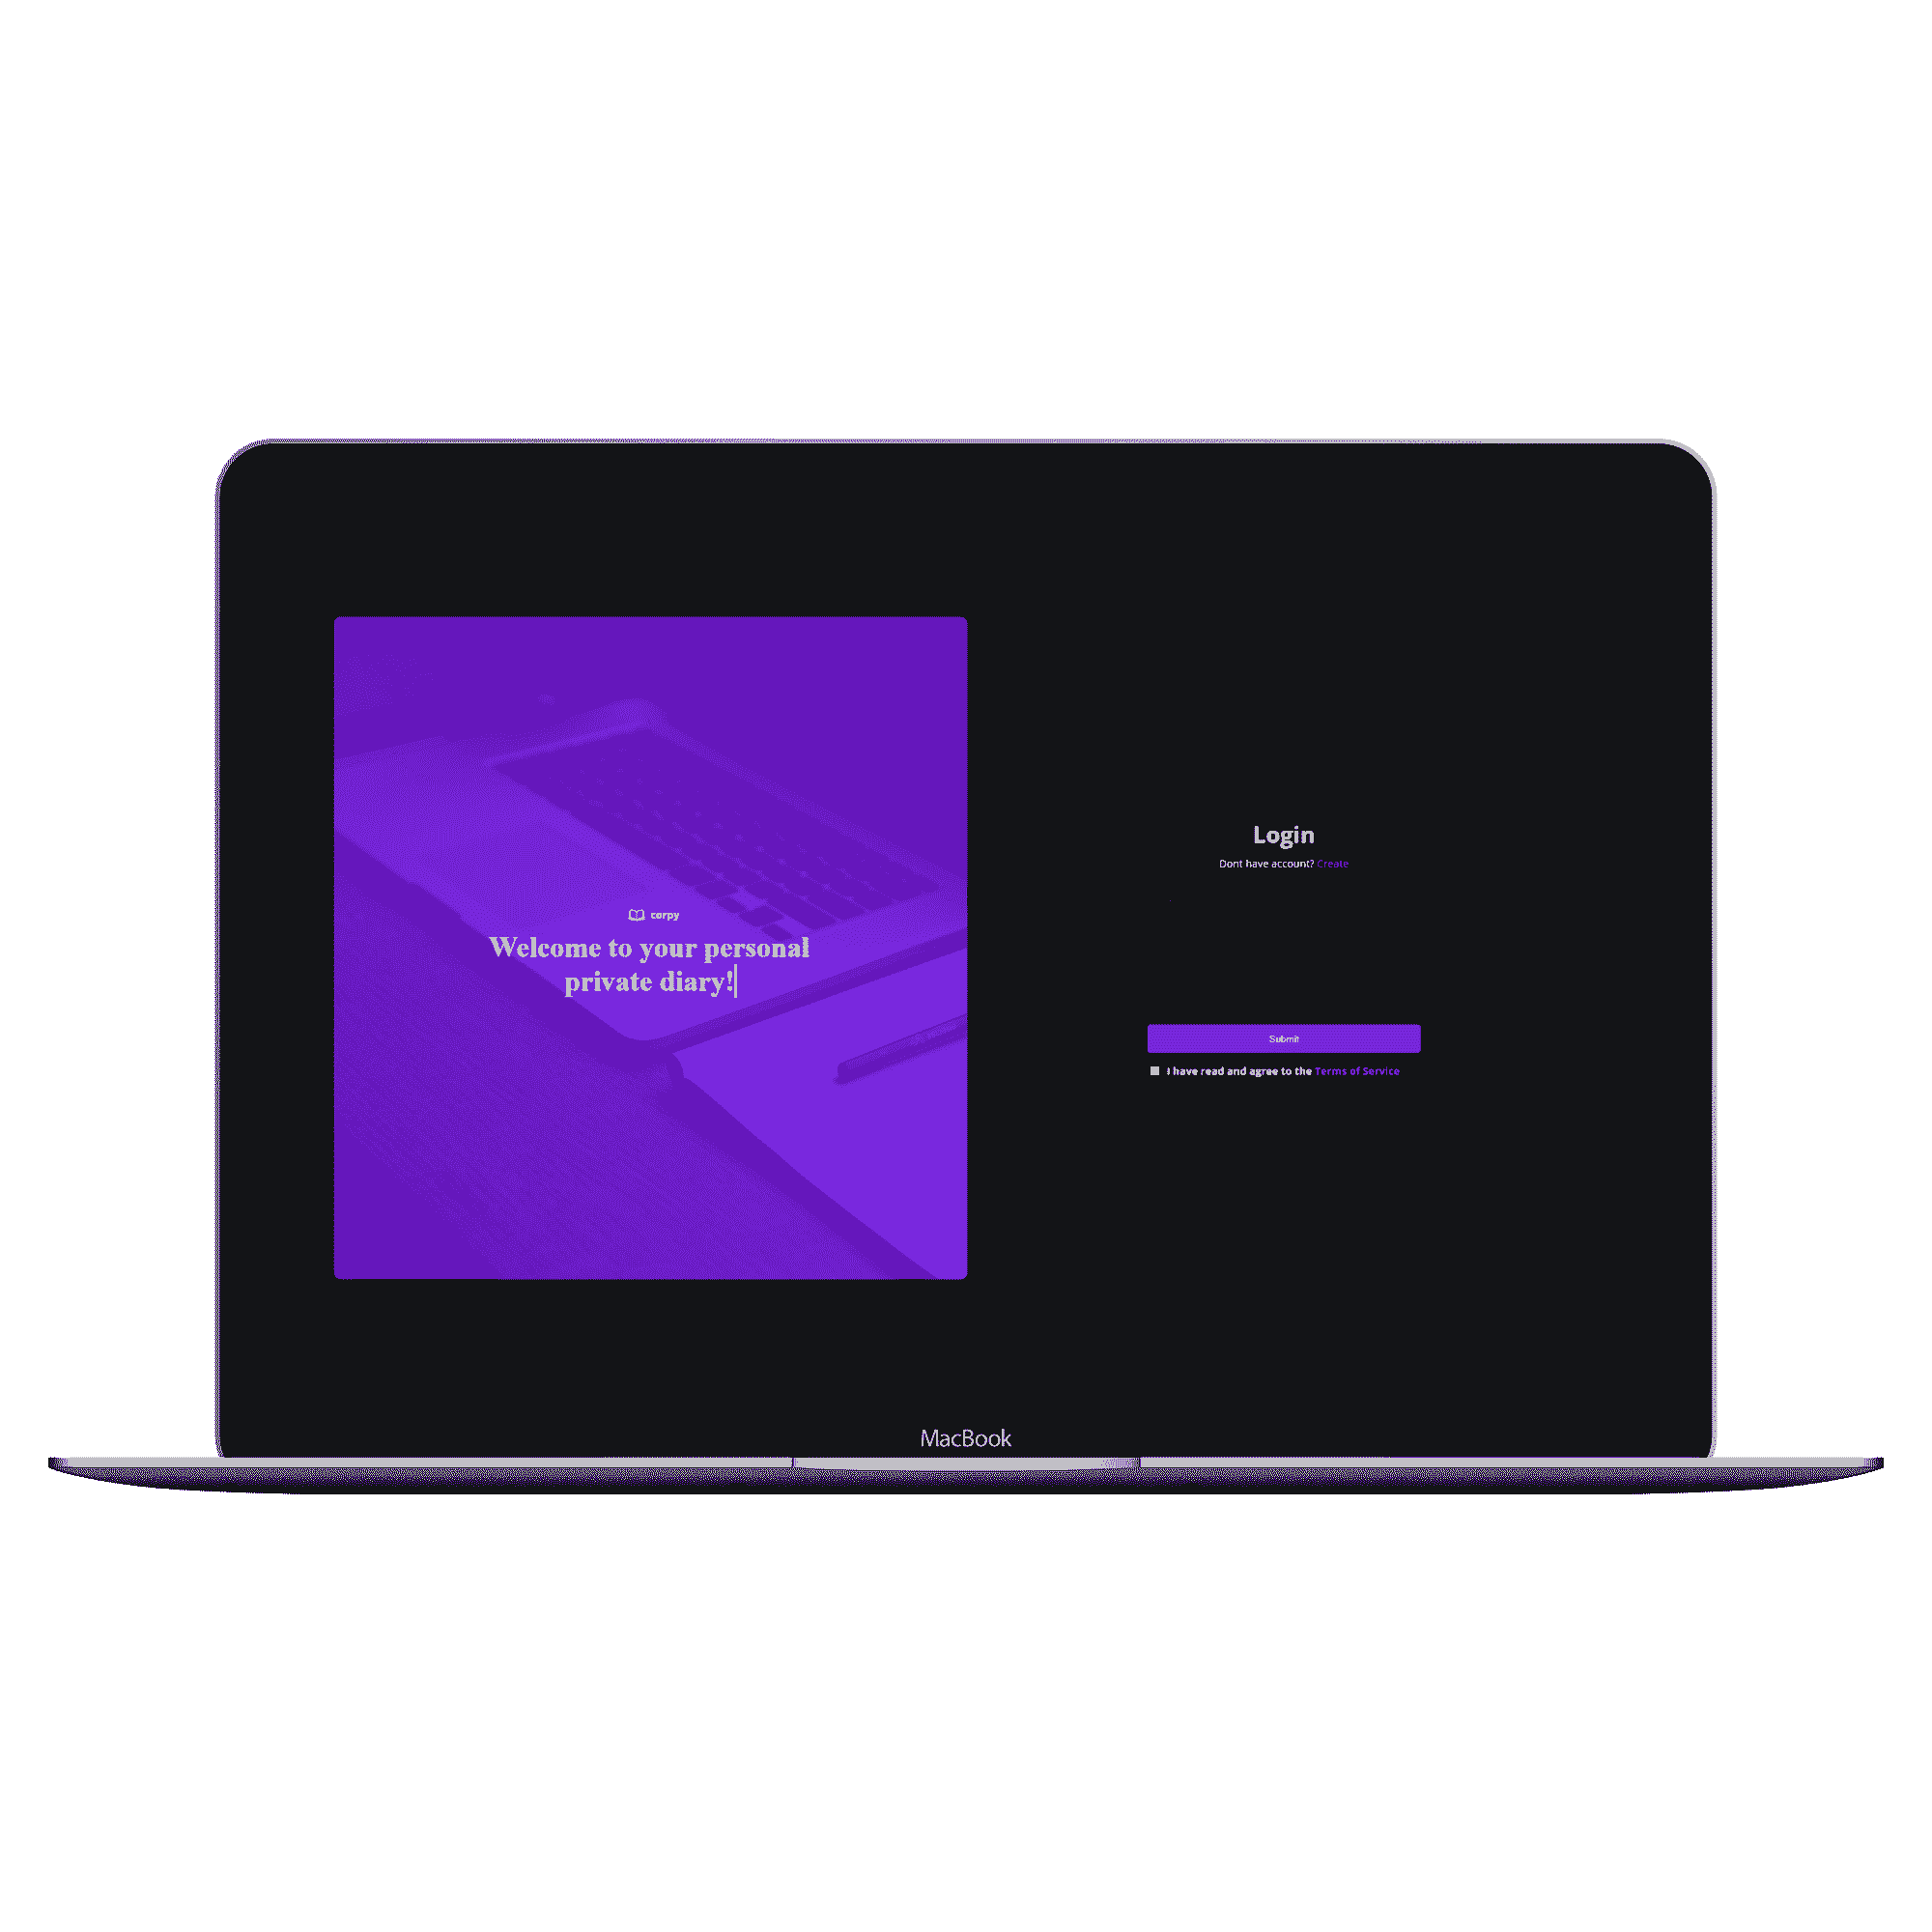 cørpy
Welcome to your personal
private diary!
Login
Dont have account? Create
Submit
I have read and agree to the Terms of Service
MacBook